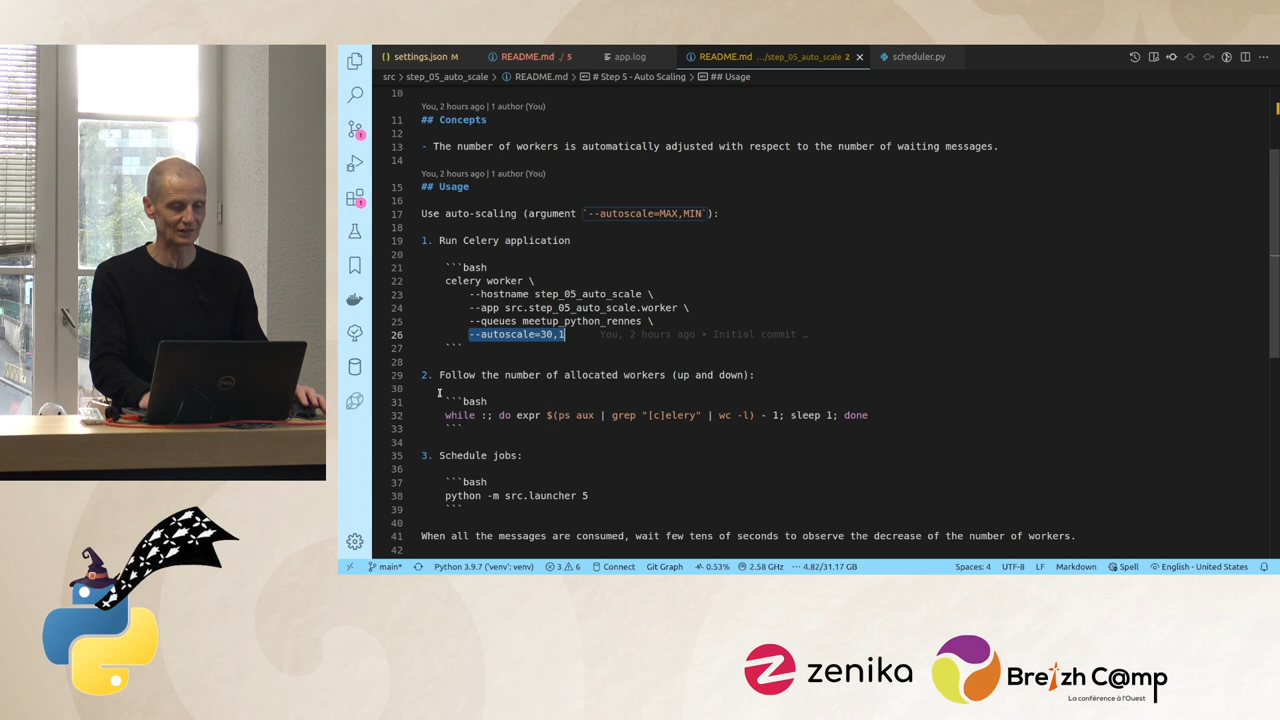 settings.json M
README.md ./ 5
app.log
README.md .../step_05_auto_scale 2
scheduler.py
src > step_05_auto_scale > README.md > # Step 5 - Auto Scaling > ## Usage
10
You, 2 hours ago | 1 author (You)
11 ## Concepts
12
13 - The number of workers is automatically adjusted with respect to the number of waiting messages.
14
You, 2 hours ago | 1 author (You)
15 ## Usage
16
17 Use auto-scaling (argument `--autoscale=MAX,MIN`):
18
19 1. Run Celery application
20
21 ```bash
22 celery worker \
23 --hostname step_05_auto_scale \
24 --app src.step_05_auto_scale.worker \
25 --queues meetup_python_rennes \
26 --autoscale=30,1 You, 2 hours ago • Initial commit …
27 ```
28
29 2. Follow the number of allocated workers (up and down):
30
31 ```bash
32 while :; do expr $(ps aux | grep "[c]elery" | wc -l) - 1; sleep 1; done
33 ```
34
35 3. Schedule jobs:
36
37 ```bash
38 python -m src.launcher 5
39 ```
40
41 When all the messages are consumed, wait few tens of seconds to observe the decrease of the number of workers.
42
1
1
main* Python 3.9.7 ('venv': venv) 3 6 Connect Git Graph 0.53% 2.58 GHz 4.82/31.17 GB Spaces: 4 UTF-8 LF Markdown Spell English - United States
DELL
zenika
Breizh C@mp
La conférence à l'Ouest